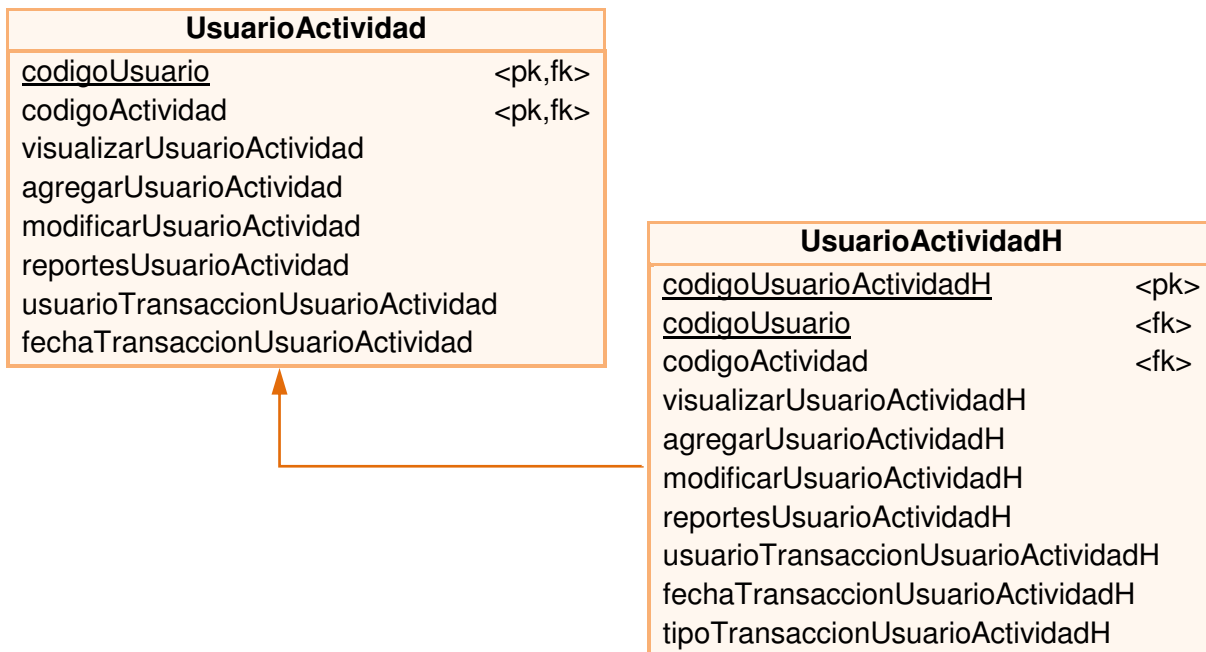 UsuarioActividad
codigoUsuario <pk,fk>
codigoActividad <pk,fk>
visualizarUsuarioActividad
agregarUsuarioActividad
modificarUsuarioActividad
reportesUsuarioActividad
usuarioTransaccionUsuarioActividad
fechaTransaccionUsuarioActividad
UsuarioActividadH
codigoUsuarioActividadH <pk>
codigoUsuario <fk>
codigoActividad <fk>
visualizarUsuarioActividadH
agregarUsuarioActividadH
modificarUsuarioActividadH
reportesUsuarioActividadH
usuarioTransaccionUsuarioActividadH
fechaTransaccionUsuarioActividadH
tipoTransaccionUsuarioActividadH